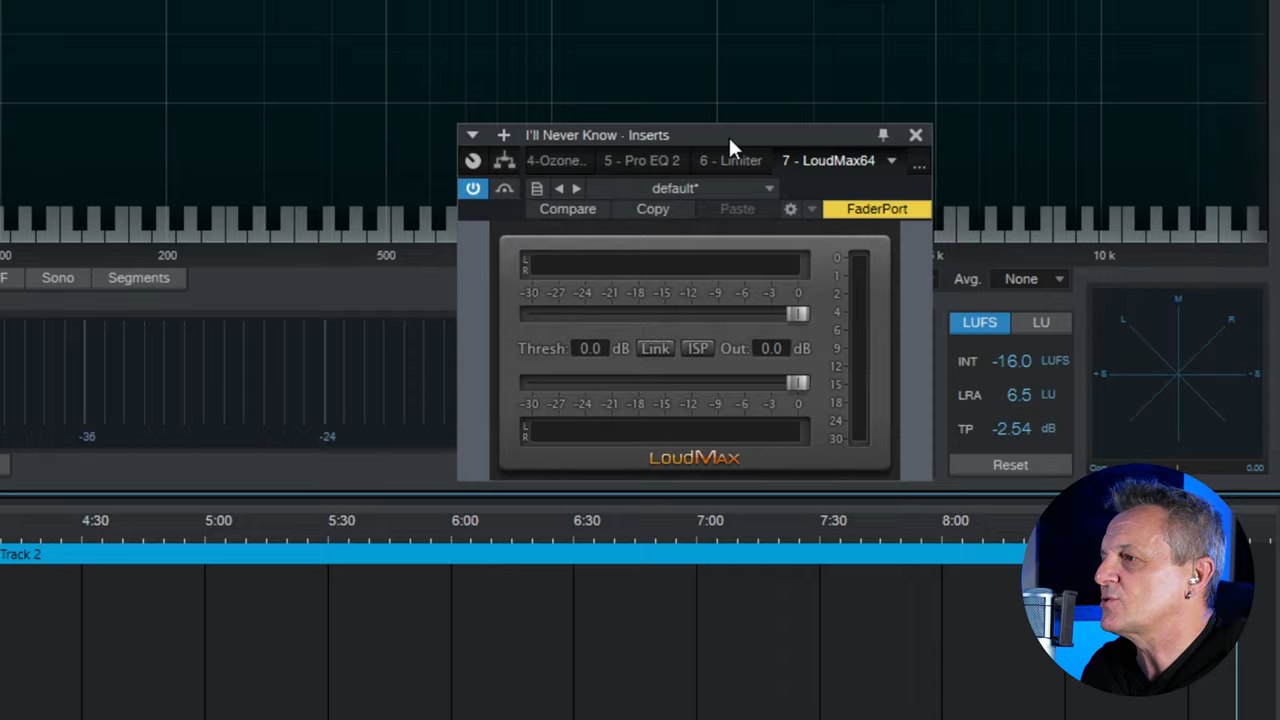 I'll Never Know - Inserts
4-Ozone.. 5 - Pro EQ 2 6 - Limiter 7 - LoudMax64 ...
default*
Compare Copy Paste FaderPort
00 200 500 5k 10k
F Sono Segments
Avg. None
L
R
-30 -27 -24 -21 -18 -15 -12 -9 -6 -3 0
Thresh: 0.0 dB Link ISP Out: 0.0 dB
-30 -27 -24 -21 -18 -15 -12 -9 -6 -3 0
L
R
LoudMax
0
1
2
4
6
9
12
15
18
24
30
-36 -24
LUFS LU
INT -16.0 LUFS
LRA 6.5 LU
TP -2.54 dB
Reset
M
L R
+S -S
0.00
4:30 5:00 5:30 6:00 6:30 7:00 7:30 8:00
Track 2